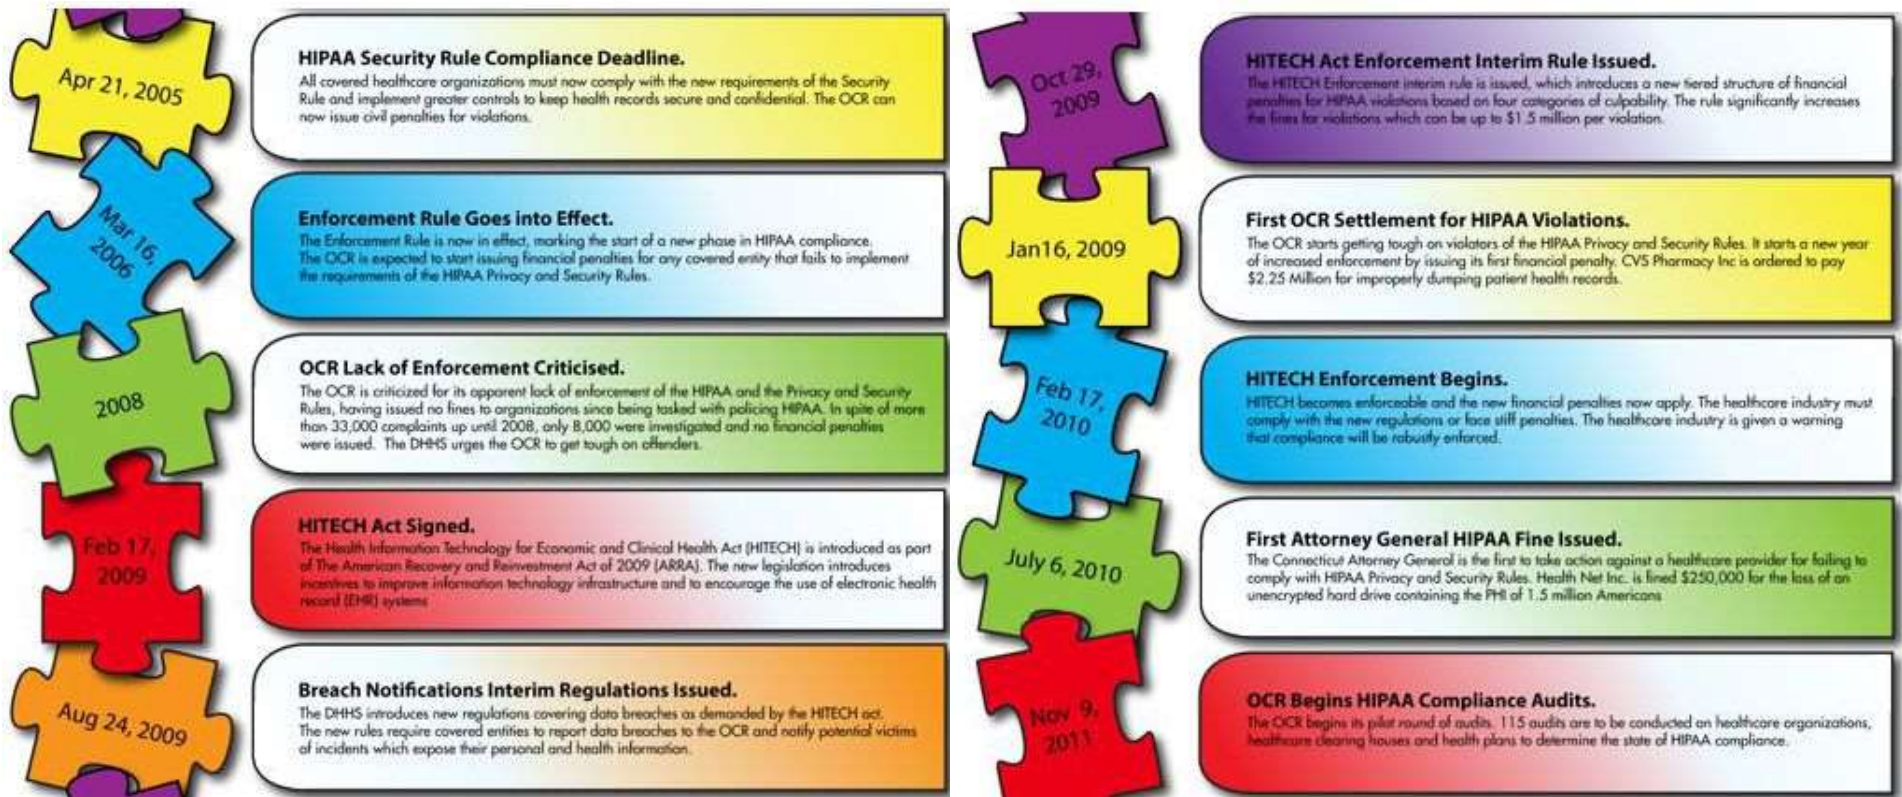 Apr 21, 2005
HIPAA Security Rule Compliance Deadline.
All covered healthcare organizations must now comply with the new requirements of the Security
Rule and implement greater controls to keep health records secure and confidential. The OCR can
now issue civil penalties for violations.
Mar 16,
2006
Enforcement Rule Goes into Effect.
The Enforcement Rule is now in effect, marking the start of a new phase in HIPAA compliance.
The OCR is expected to start issuing financial penalties for any covered entity that fails to implement
the requirements of the HIPAA Privacy and Security Rules.
2008
OCR Lack of Enforcement Criticised.
The OCR is criticized for its apparent lack of enforcement of the HIPAA and the Privacy and Security
Rules, having issued no fines to organizations since being tasked with policing HIPAA. In spite of more
than 33,000 complaints up until 2008, only 8,000 were investigated and no financial penalties
were issued. The DHHS urges the OCR to get tough on offenders.
Feb 17,
2009
HITECH Act Signed.
The Health Information Technology for Economic and Clinical Health Act (HITECH) is introduced as part
of The American Recovery and Reinvestment Act of 2009 (ARRA). The new legislation introduces
incentives to improve information technology infrastructure and to encourage the use of electronic health
record (EHR) systems
Aug 24, 2009
Breach Notifications Interim Regulations Issued.
The DHHS introduces new regulations covering data breaches as demanded by the HITECH act.
The new rules require covered entities to report data breaches to the OCR and notify potential victims
of incidents which expose their personal and health information.
Oct 29,
2009
HITECH Act Enforcement Interim Rule Issued.
The HITECH Enforcement interim rule is issued, which introduces a new tiered structure of financial
penalties for HIPAA violations based on four categories of culpability. The rule significantly increases
the fines for violations which can be up to $1.5 million per violation.
Jan16, 2009
First OCR Settlement for HIPAA Violations.
The OCR starts getting tough on violators of the HIPAA Privacy and Security Rules. It starts a new year
of increased enforcement by issuing its first financial penalty. CVS Pharmacy Inc is ordered to pay
$2.25 Million for improperly dumping patient health records.
Feb 17,
2010
HITECH Enforcement Begins.
HITECH becomes enforceable and the new financial penalties now apply. The healthcare industry must
comply with the new regulations or face stiff penalties. The healthcare industry is given a warning
that compliance will be robustly enforced.
July 6, 2010
First Attorney General HIPAA Fine Issued.
The Connecticut Attorney General is the first to take action against a healthcare provider for failing to
comply with HIPAA Privacy and Security Rules. Health Net Inc. is fined $250,000 for the loss of an
unencrypted hard drive containing the PHI of 1.5 million Americans
Nov 9,
2011
OCR Begins HIPAA Compliance Audits.
The OCR begins its pilot round of audits. 115 audits are to be conducted on healthcare organizations,
healthcare clearing houses and health plans to determine the state of HIPAA compliance.